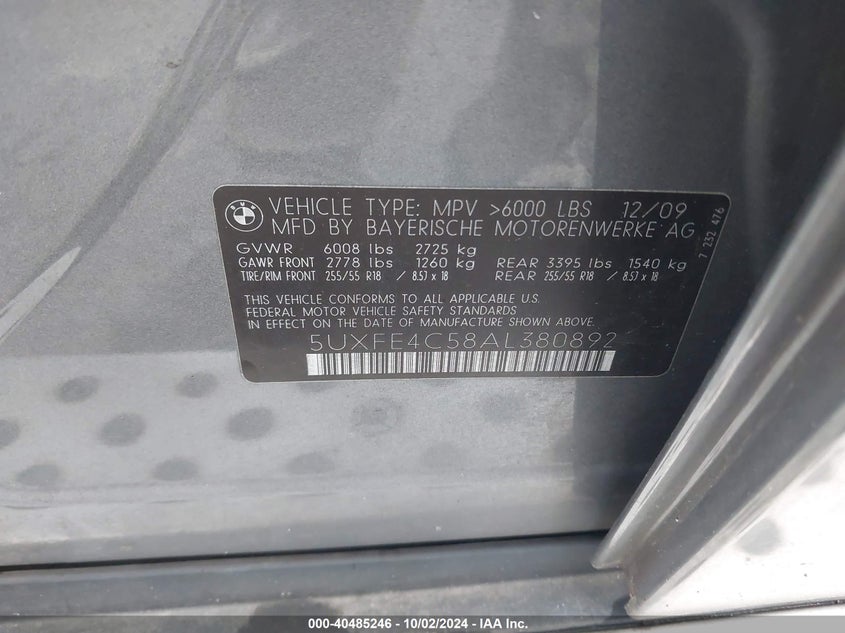 BMW VEHICLE TYPE: MPV >6000 LBS 12/09
MFD BY BAYERISCHE MOTORENWERKE AG
GVWR 6008 lbs 2725 kg
GAWR FRONT 2778 lbs 1260 kg REAR 3395 lbs 1540 kg
TIRE/RIM FRONT 255/55 R18 / 8.5J x 18 REAR 255/55 R18 / 8.5J x 18
THIS VEHICLE CONFORMS TO ALL APPLICABLE U.S.
FEDERAL MOTOR VEHICLE SAFETY STANDARDS
IN EFFECT ON THE DATE OF MANUFACTURE SHOWN ABOVE.
5UXFE4C58AL380892
7 232 476
000-40485246 - 10/02/2024 - IAA Inc.